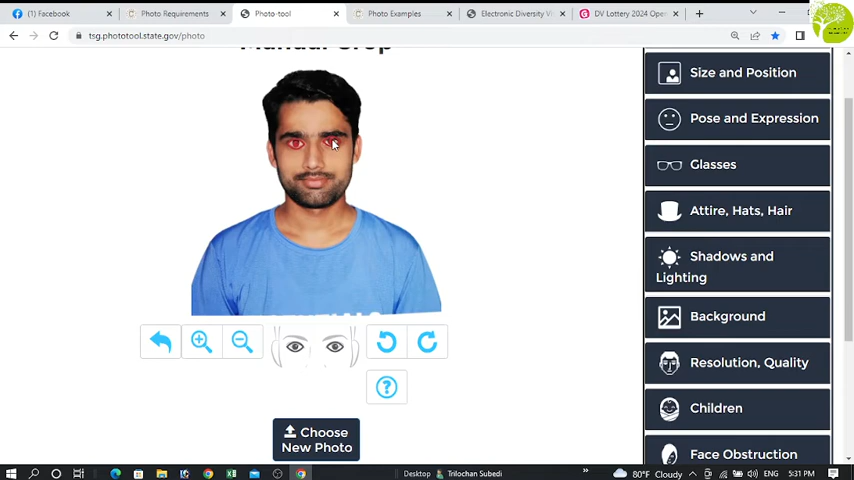 (1) Facebook
Photo Requirements
Photo-tool
Photo Examples
Electronic Diversity Vi
DV Lottery 2024 Open
tsg.phototool.state.gov/photo
Manual Crop
Size and Position
Pose and Expression
Glasses
Attire, Hats, Hair
Shadows and
Lighting
Background
Resolution, Quality
Children
Face Obstruction
Choose
New Photo
Desktop
Trilochan Subedi
80°F Cloudy
ENG
5:31 PM